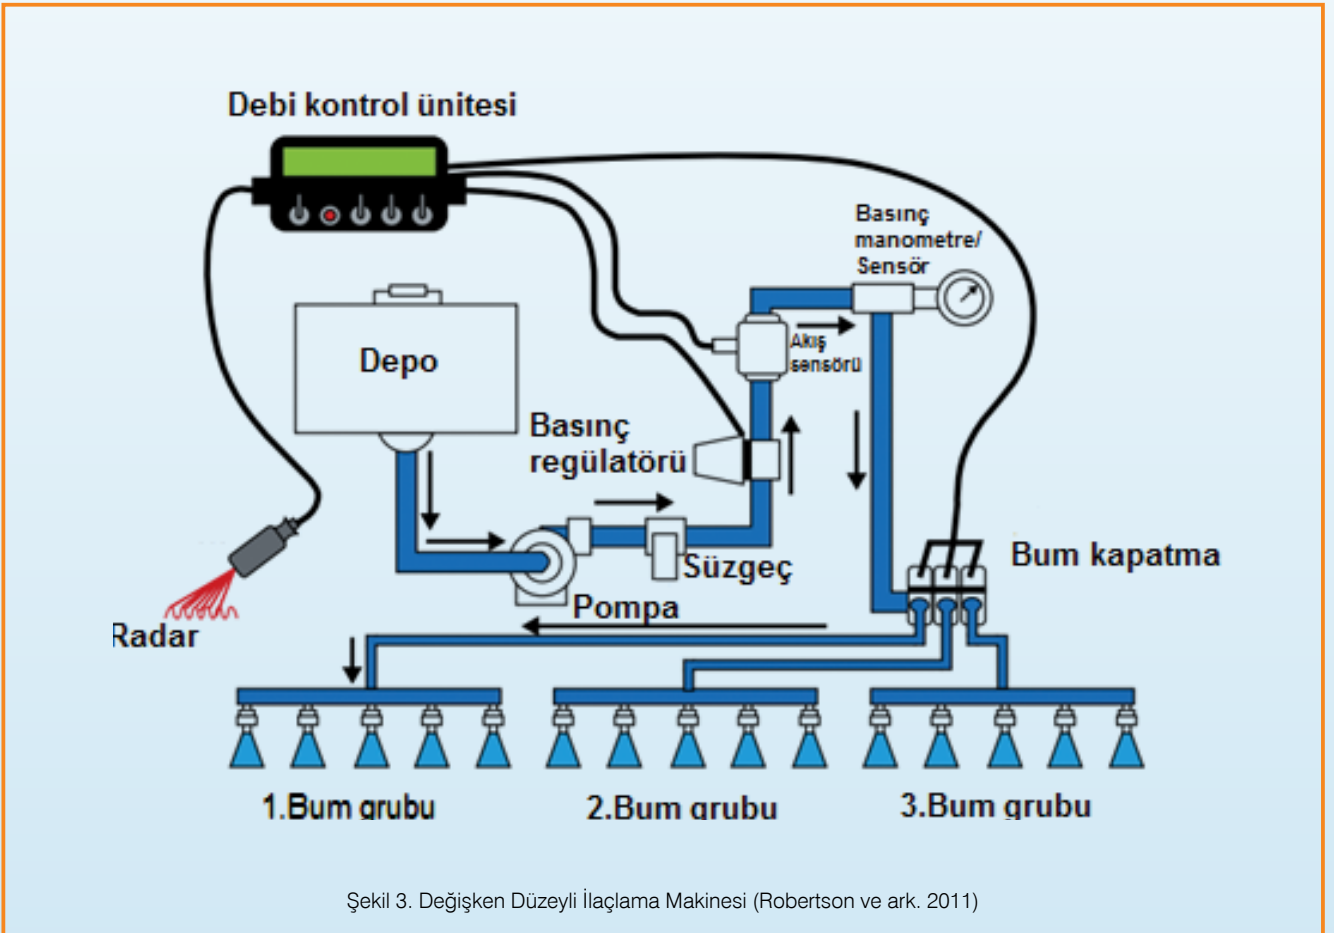 Debi kontrol ünitesi
Basınç
manometre/
Sensör
Akış
sensörü
Depo
Basınç
regülatörü
Süzgeç
Bum kapatma
Pompa
Radar
1.Bum grubu
2.Bum grubu
3.Bum grubu
Şekil 3. Değişken Düzeyli İlaçlama Makinesi (Robertson ve ark. 2011)